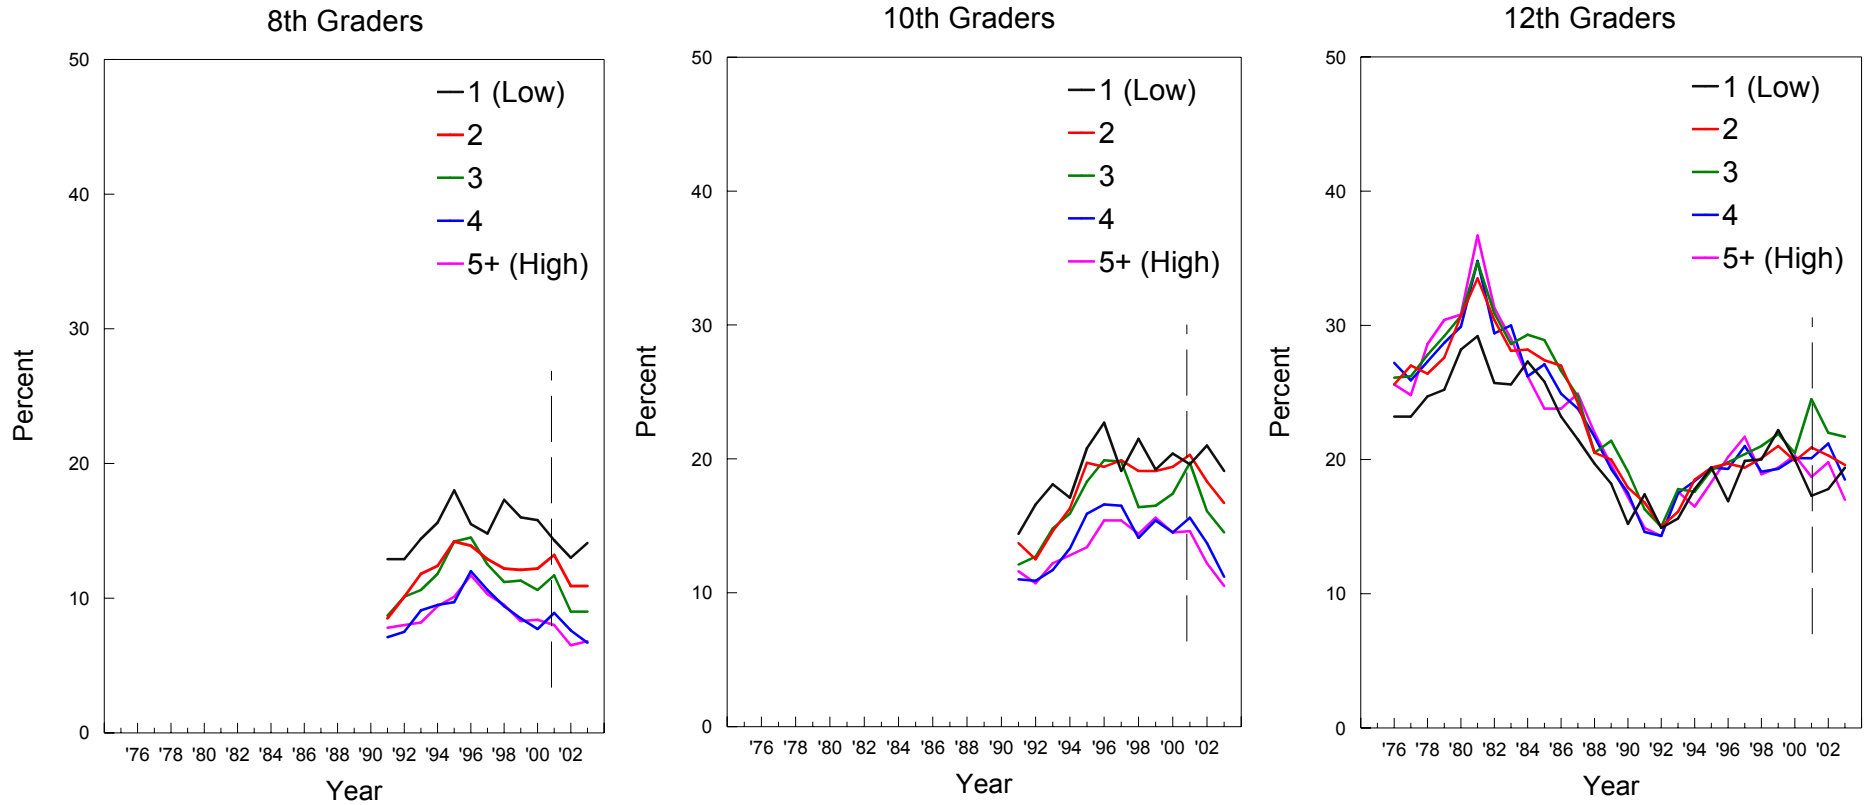 8th Graders
50
40
30
20
10
0
Percent
1 (Low)
2
3
4
5+ (High)
'76 '78 '80 '82 '84 '86 '88 '90 '92 '94 '96 '98 '00 '02
Year
10th Graders
50
40
30
20
10
0
Percent
1 (Low)
2
3
4
5+ (High)
'76 '78 '80 '82 '84 '86 '88 '90 '92 '94 '96 '98 '00 '02
Year
12th Graders
50
40
30
20
10
0
Percent
1 (Low)
2
3
4
5+ (High)
'76 '78 '80 '82 '84 '86 '88 '90 '92 '94 '96 '98 '00 '02
Year